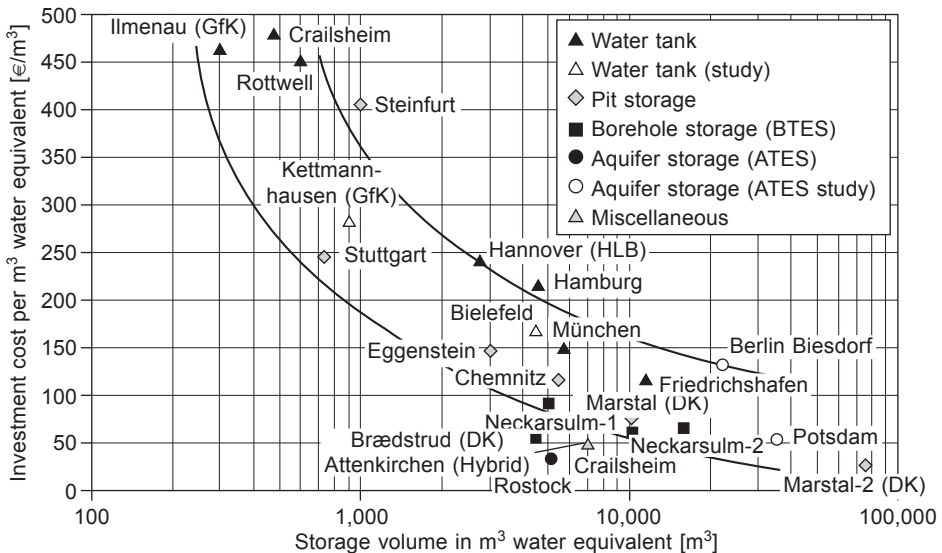 Investment cost per m³ water equivalent [€/m³]
500
450
400
350
300
250
200
150
100
50
0
Ilmenau (GfK)
Crailsheim
Rottwell
Steinfurt
Kettmann-
hausen (GfK)
Stuttgart
Hannover (HLB)
Hamburg
Bielefeld
München
Eggenstein
Chemnitz
Berlin Biesdorf
Friedrichshafen
Marstal (DK)
Neckarsulm-1
Neckarsulm-2
Brædstrud (DK)
Attenkirchen (Hybrid)
Crailsheim
Rostock
Potsdam
Marstal-2 (DK)
Water tank
Water tank (study)
Pit storage
Borehole storage (BTES)
Aquifer storage (ATES)
Aquifer storage (ATES study)
Miscellaneous
100
1,000
10,000
100,000
Storage volume in m³ water equivalent [m³]